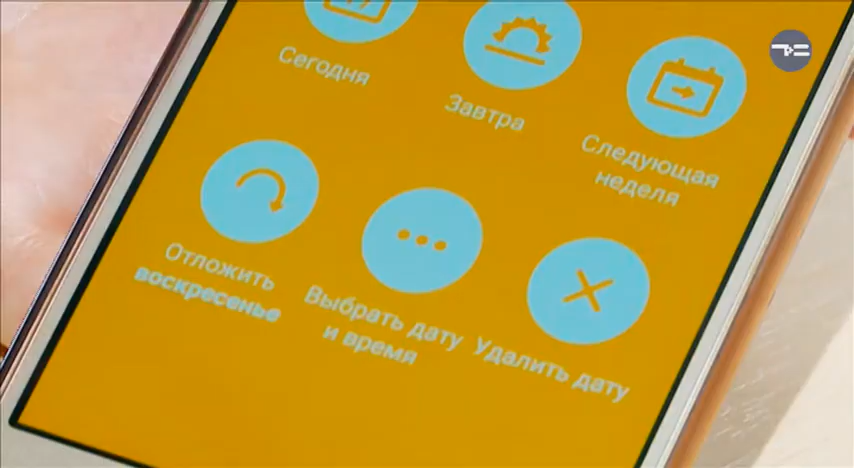 Сегодня
Завтра
Следующая
неделя
Отложить
воскресенье
Выбрать дату
и время
Удалить дату